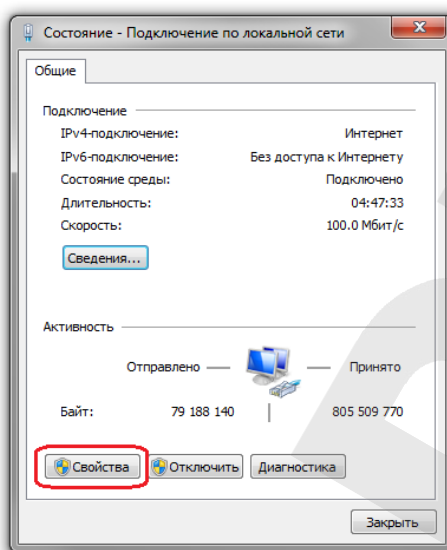 Состояние - Подключение по локальной сети
Общие
Подключение
IPv4-подключение: Интернет
IPv6-подключение: Без доступа к Интернету
Состояние среды: Подключено
Длительность: 04:47:33
Скорость: 100.0 Мбит/с
Сведения...
Активность
Отправлено — — Принято
Байт: 79 188 140 | 805 509 770
Свойства Отключить Диагностика
Закрыть